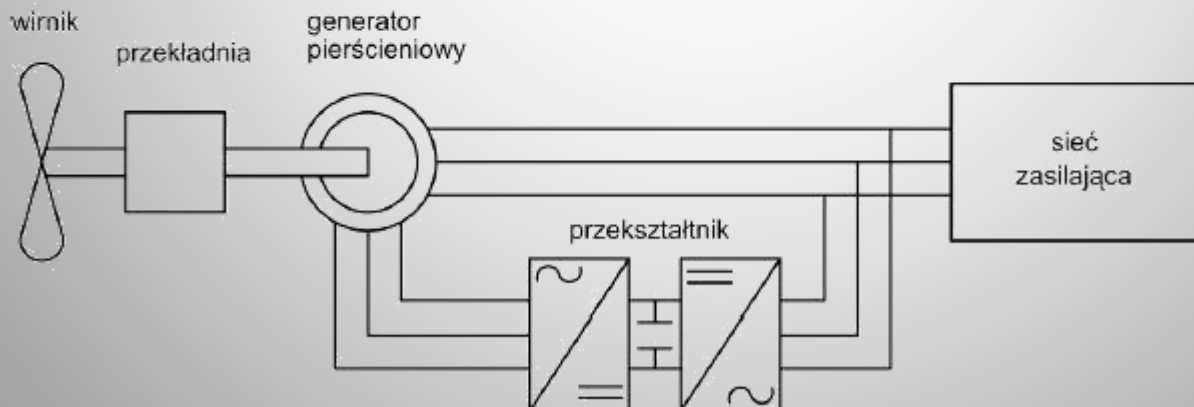 wirnik
przekładnia
generator
pierścieniowy
przekształtnik
sieć
zasilająca